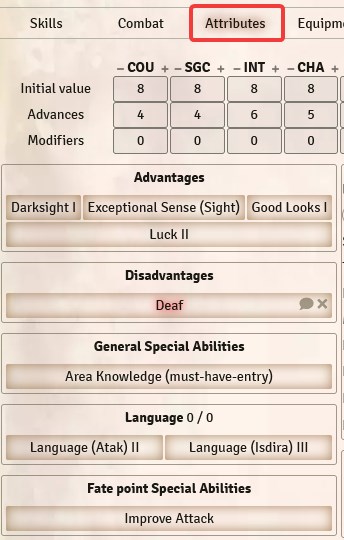 Skills Combat Attributes Equipm
− COU + − SGC + − INT + − CHA +
Initial value 8 8 8 8
Advances 4 4 6 5
Modifiers 0 0 0 0
Advantages
Darksight I Exceptional Sense (Sight) Good Looks I
Luck II
Disadvantages
Deaf
General Special Abilities
Area Knowledge (must-have-entry)
Language 0 / 0
Language (Atak) II Language (Isdira) III
Fate point Special Abilities
Improve Attack